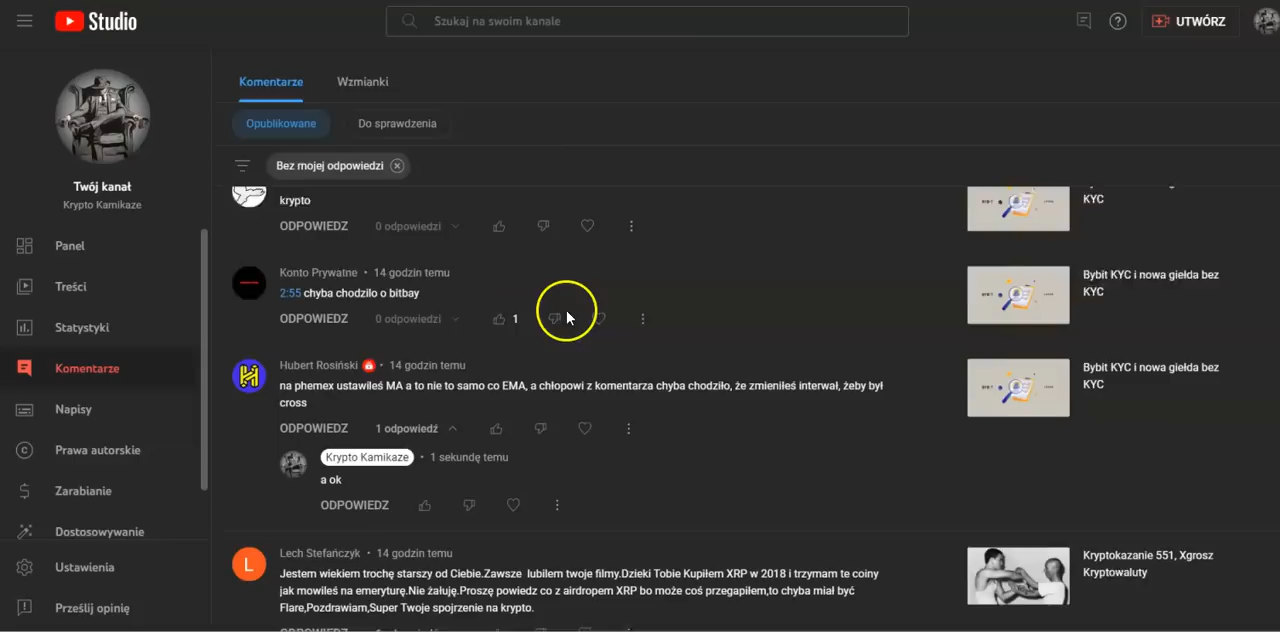 Studio
Szukaj na swoim kanale
UTWÓRZ
Twój kanał
Krypto Kamikaze
Panel
Treści
Statystyki
Komentarze
Napisy
Prawa autorskie
Zarabianie
Dostosowywanie
Ustawienia
Prześlij opinię
Komentarze Wzmianki
Opublikowane Do sprawdzenia
Bez mojej odpowiedzi
krypto
ODPOWIEDZ 0 odpowiedzi
KYC
Konto Prywatne • 14 godzin temu
2:55 chyba chodziło o bitbay
ODPOWIEDZ 0 odpowiedzi 1
Bybit KYC i nowa giełda bez
KYC
Hubert Rosiński • 14 godzin temu
na phemex ustawileś MA a to nie to samo co EMA, a chłopowi z komentarza chyba chodziło, że zmieniłeś interwał, żeby był
cross
ODPOWIEDZ 1 odpowiedź
Bybit KYC i nowa giełda bez
KYC
Krypto Kamikaze • 1 sekundę temu
a ok
ODPOWIEDZ
L
Lech Stefańczyk • 14 godzin temu
Jestem wiekiem trochę starszy od Ciebie.Zawsze lubilem twoje filmy.Dzieki Tobie Kupiłem XRP w 2018 i trzymam te coiny
jak mowileś na emeryturę.Nie żałuję.Proszę powiedz co z airdropem XRP bo może coś przegapiłem,to chyba miał być
Flare,Pozdrawiam,Super Twoje spojrzenie na krypto.
Kryptokazanie 551, Xgrosz
Kryptowaluty